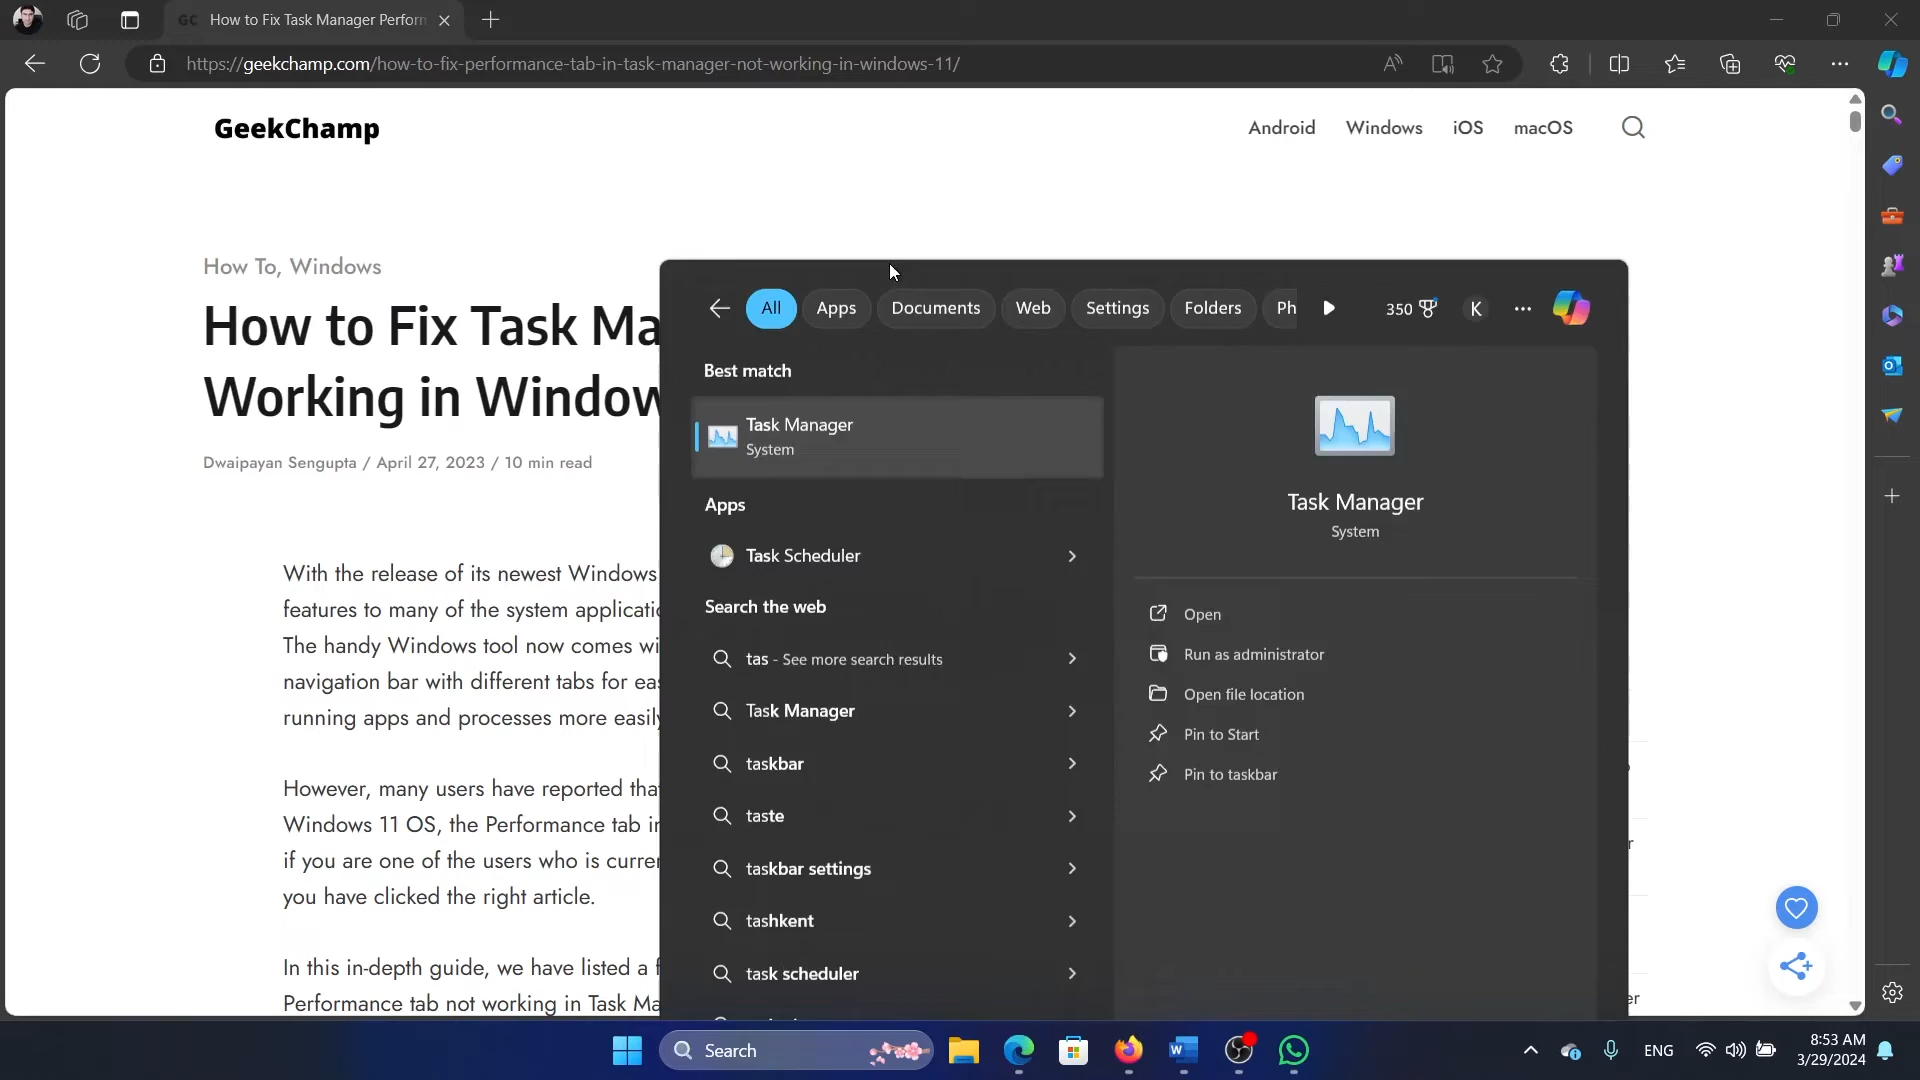 GC How to Fix Task Manager Perforn
https://geekchamp.com/how-to-fix-performance-tab-in-task-manager-not-working-in-windows-11/
GeekChamp
Android Windows iOS macOS
How To, Windows
How to Fix Task Ma
Working in Window
Dwaipayan Sengupta / April 27, 2023 / 10 min read
With the release of its newest Windows
features to many of the system applicatio
The handy Windows tool now comes wi
navigation bar with different tabs for eas
running apps and processes more easily
However, many users have reported that
Windows 11 OS, the Performance tab in
if you are one of the users who is currer
you have clicked the right article.
In this in-depth guide, we have listed a f
Performance tab not working in Task Ma
All Apps Documents Web Settings Folders Ph 350 K
Best match
Task Manager
System
Apps
Task Scheduler
Search the web
tas - See more search results
Task Manager
taskbar
taste
taskbar settings
tashkent
task scheduler
Task Manager
System
Open
Run as administrator
Open file location
Pin to Start
Pin to taskbar
r
er
Search
W
ENG
8:53 AM
3/29/2024